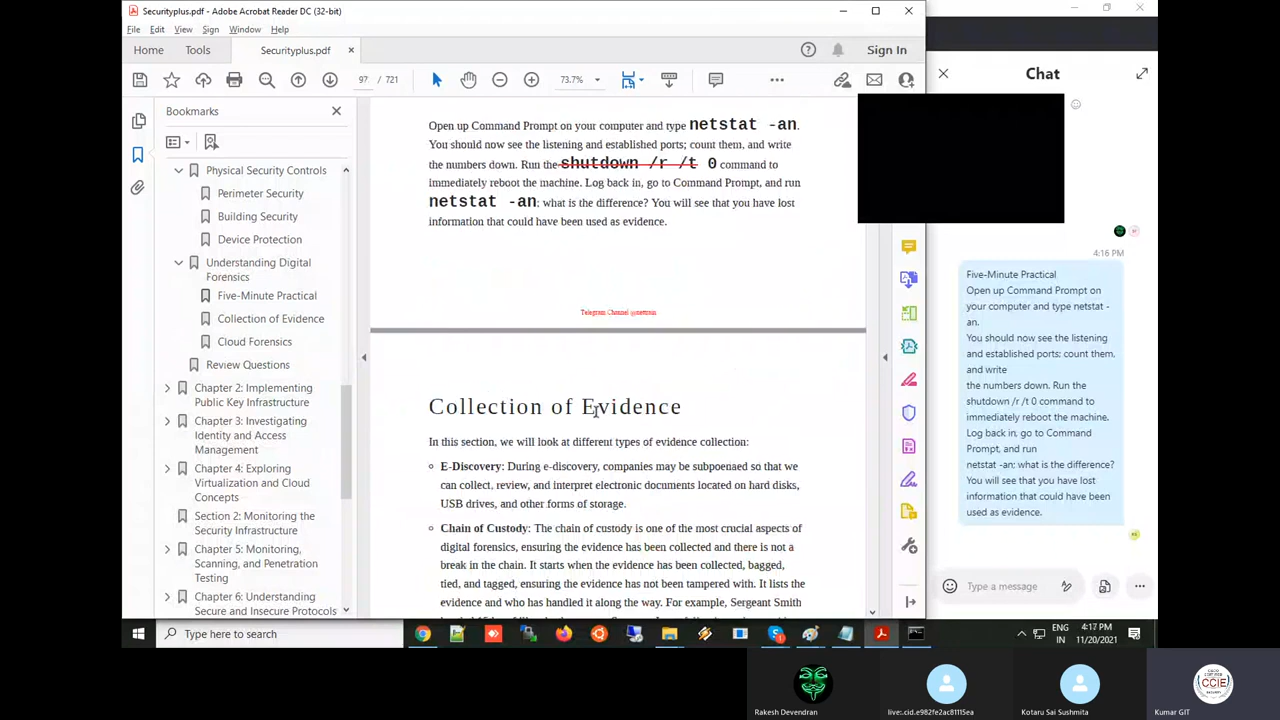 Securityplus.pdf - Adobe Acrobat Reader DC (32-bit)
File Edit View Sign Window Help
Home Tools Securityplus.pdf × Sign In
97 / 721 73.7%
Bookmarks
Physical Security Controls
Perimeter Security
Building Security
Device Protection
Understanding Digital
Forensics
Five-Minute Practical
Collection of Evidence
Cloud Forensics
Review Questions
Chapter 2: Implementing
Public Key Infrastructure
Chapter 3: Investigating
Identity and Access
Management
Chapter 4: Exploring
Virtualization and Cloud
Concepts
Section 2: Monitoring the
Security Infrastructure
Chapter 5: Monitoring,
Scanning, and Penetration
Testing
Chapter 6: Understanding
Secure and Insecure Protocols
Open up Command Prompt on your computer and type netstat -an.
You should now see the listening and established ports; count them, and write
the numbers down. Run the shutdown /r /t 0 command to
immediately reboot the machine. Log back in, go to Command Prompt, and run
netstat -an; what is the difference? You will see that you have lost
information that could have been used as evidence.
Telegram Channel @nettrain
Collection of Evidence
In this section, we will look at different types of evidence collection:
E-Discovery: During e-discovery, companies may be subpoenaed so that we
can collect, review, and interpret electronic documents located on hard disks,
USB drives, and other forms of storage.
Chain of Custody: The chain of custody is one of the most crucial aspects of
digital forensics, ensuring the evidence has been collected and there is not a
break in the chain. It starts when the evidence has been collected, bagged,
tied, and tagged, ensuring the evidence has not been tampered with. It lists the
evidence and who has handled it along the way. For example, Sergeant Smith
Chat
4:16 PM
Five-Minute Practical
Open up Command Prompt on
your computer and type netstat -
an.
You should now see the listening
and established ports; count them,
and write
the numbers down. Run the
shutdown /r /t 0 command to
immediately reboot the machine.
Log back in, go to Command
Prompt, and run
netstat -an; what is the difference?
You will see that you have lost
information that could have been
used as evidence.
Type a message
Type here to search
ENG
IN
4:17 PM
11/20/2021
Rakesh Devendran
live:.cid.e982fe2ac81115ea
Kotaru Sai Sushmita
CCIE
Kumar GIT